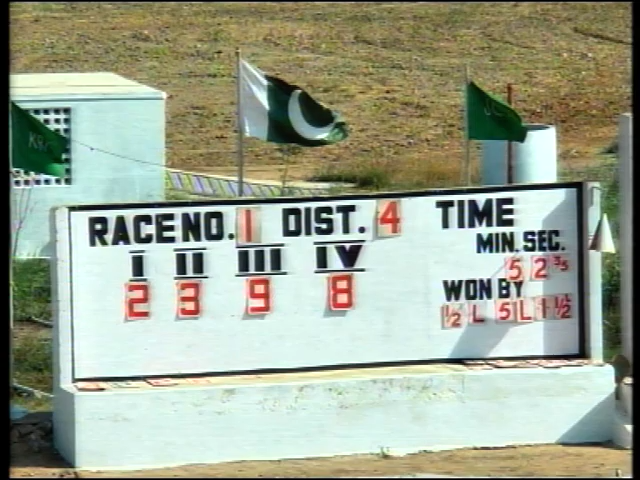 RACE NO. 1 DIST. 4 TIME
MIN. SEC.
I II III IV
5 2 3/5
2 3 9 8
WON BY
½ L 5L 1 ½